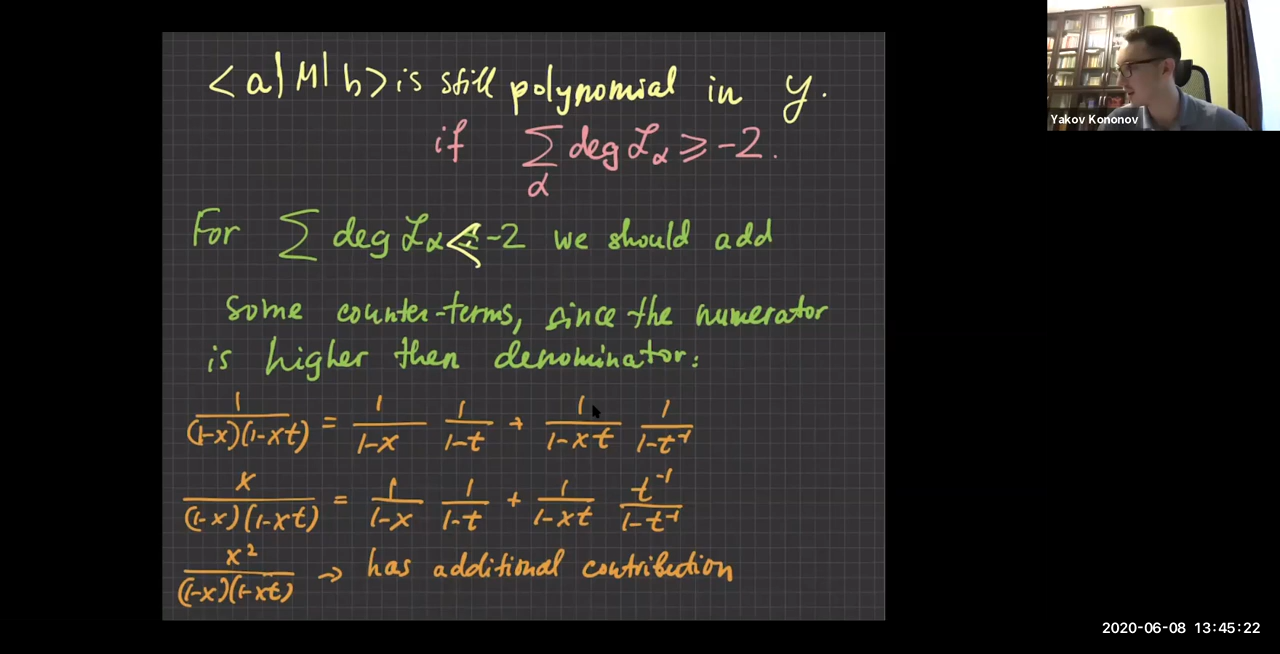 <a|M|b> is still polynomial in y.
if ∑_α deg ℒ_α ⩾ -2.
For ∑ deg ℒ_α < -2 we should add
some counter-terms, since the numerator
is higher then denominator:
1/((1-x)(1-xt)) = 1/(1-x) 1/(1-t) + 1/(1-xt) 1/(1-t⁻¹)
x/((1-x)(1-xt)) = 1/(1-x) 1/(1-t) + 1/(1-xt) t⁻¹/(1-t⁻¹)
x²/((1-x)(1-xt)) → has additional contribution
Yakov Kononov
2020-06-08 13:45:22